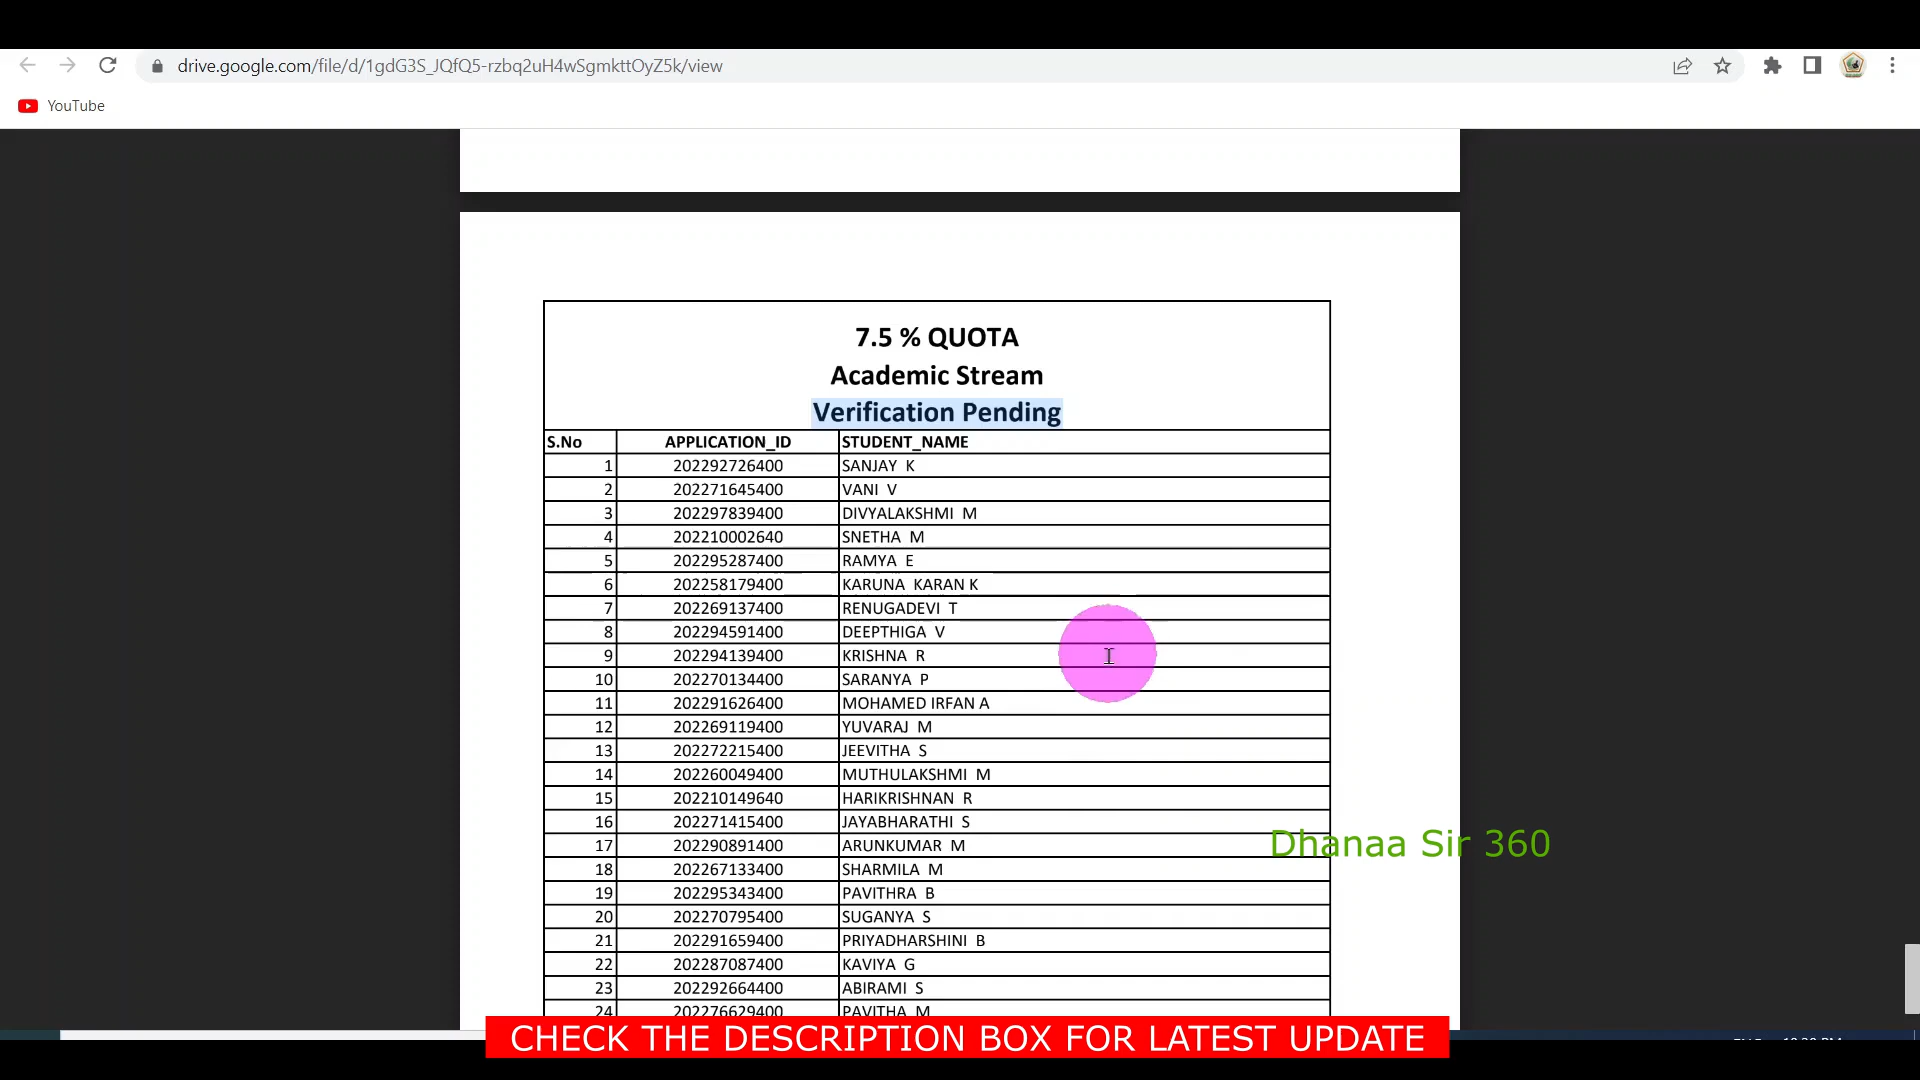 drive.google.com/file/d/1gdG3S_JQfQ5-rzbq2uH4wSgmkttOyZ5k/view
YouTube
7.5 % QUOTA
Academic Stream
Verification Pending
S.No APPLICATION_ID STUDENT_NAME
1 202292726400 SANJAY K
2 202271645400 VANI V
3 202297839400 DIVYALAKSHMI M
4 202210002640 SNETHA M
5 202295287400 RAMYA E
6 202258179400 KARUNA KARAN K
7 202269137400 RENUGADEVI T
8 202294591400 DEEPTHIGA V
9 202294139400 KRISHNA R
10 202270134400 SARANYA P
11 202291626400 MOHAMED IRFAN A
12 202269119400 YUVARAJ M
13 202272215400 JEEVITHA S
14 202260049400 MUTHULAKSHMI M
15 202210149640 HARIKRISHNAN R
16 202271415400 JAYABHARATHI S
17 202290891400 ARUNKUMAR M
18 202267133400 SHARMILA M
19 202295343400 PAVITHRA B
20 202270795400 SUGANYA S
21 202291659400 PRIYADHARSHINI B
22 202287087400 KAVIYA G
23 202292664400 ABIRAMI S
24 202276629400 PAVITHA M
Dhanaa Sir 360
CHECK THE DESCRIPTION BOX FOR LATEST UPDATE